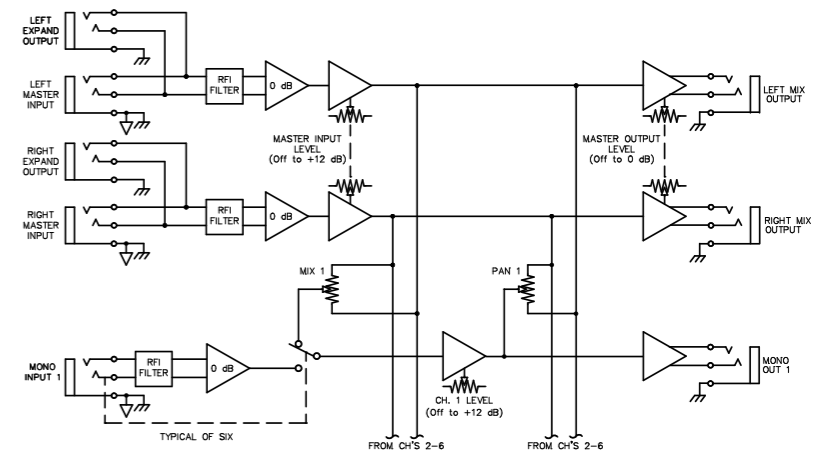 LEFT
EXPAND
OUTPUT
LEFT
MASTER
INPUT
RFI
FILTER
0 dB
MASTER INPUT
LEVEL
(Off to +12 dB)
MASTER OUTPUT
LEVEL
(Off to 0 dB)
LEFT MIX
OUTPUT
RIGHT
EXPAND
OUTPUT
RIGHT
MASTER
INPUT
RFI
FILTER
0 dB
RIGHT MIX
OUTPUT
MIX 1
PAN 1
MONO
INPUT 1
RFI
FILTER
0 dB
CH. 1 LEVEL
(Off to +12 dB)
MONO
OUT 1
TYPICAL OF SIX
FROM CH'S 2-6
FROM CH'S 2-6